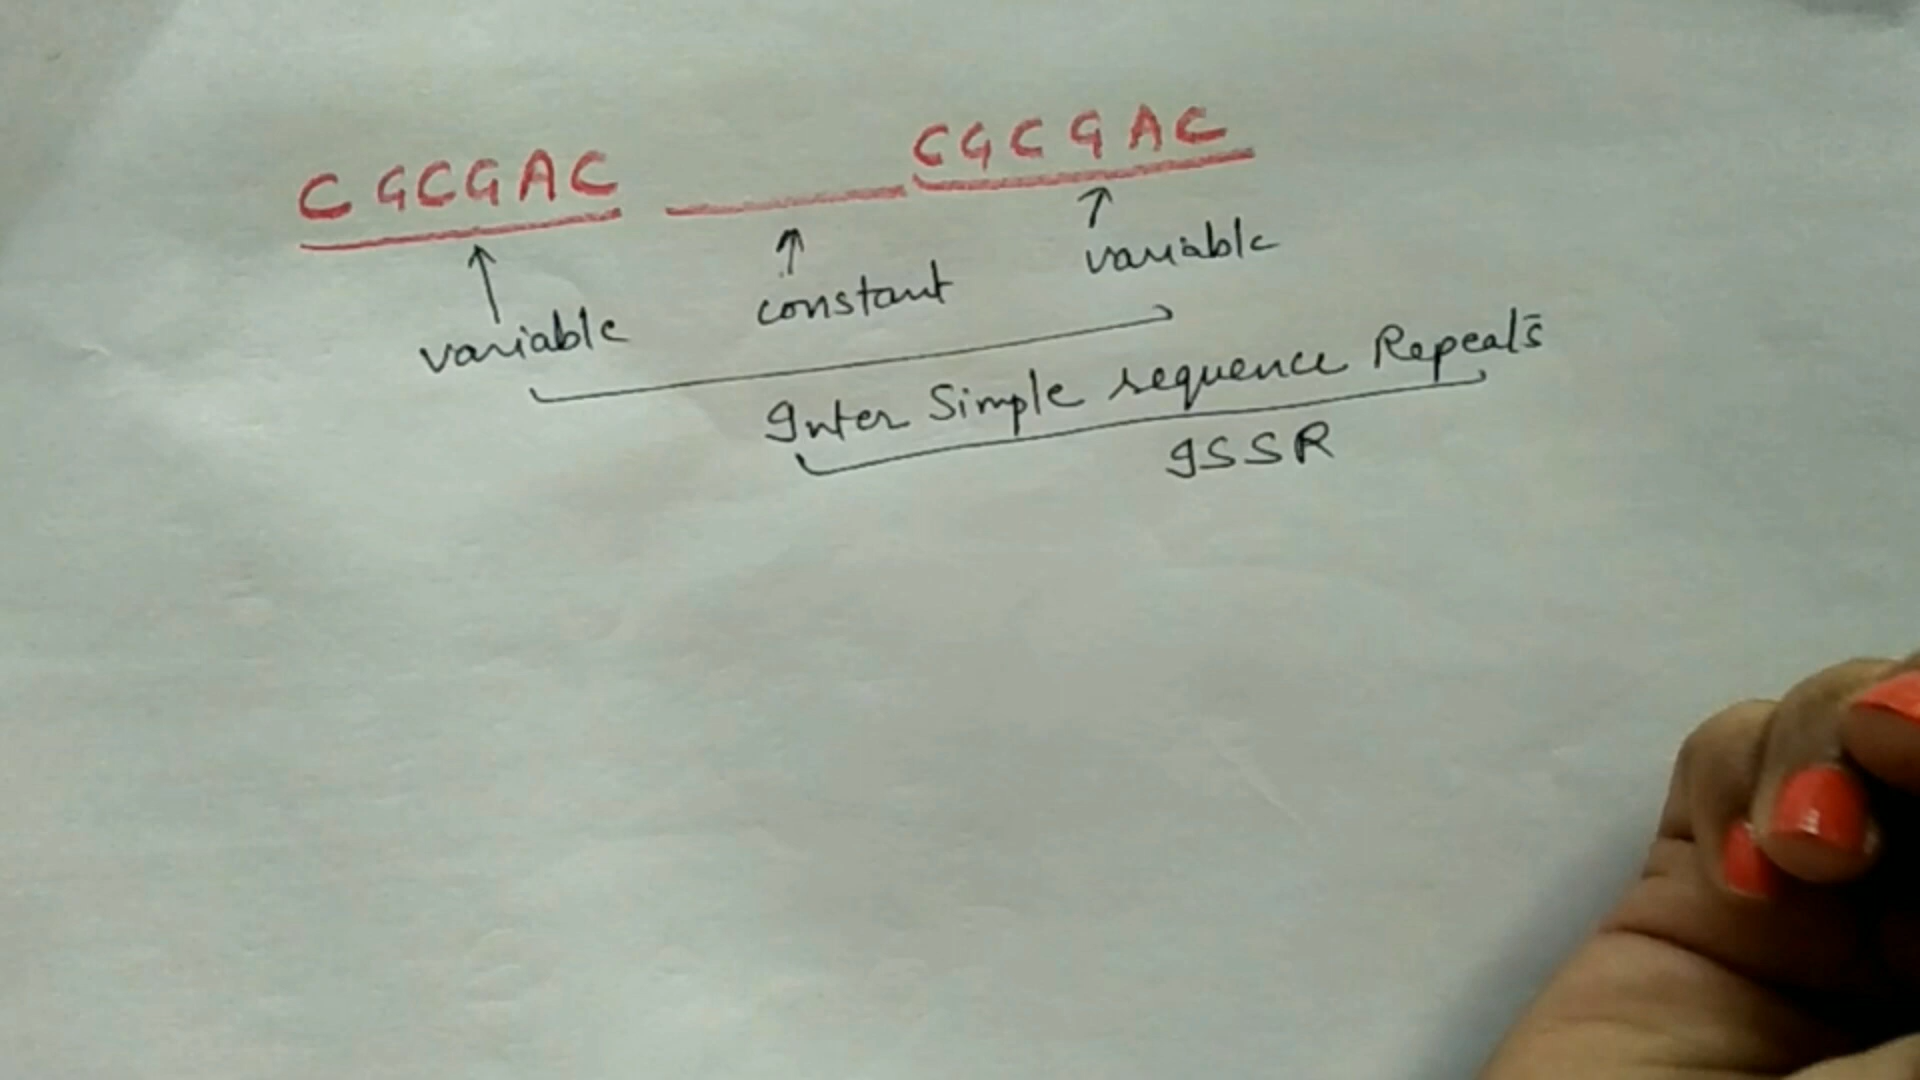 CGCGAC CGCGAC
variable constant variable
Inter Simple sequence Repeats
ISSR